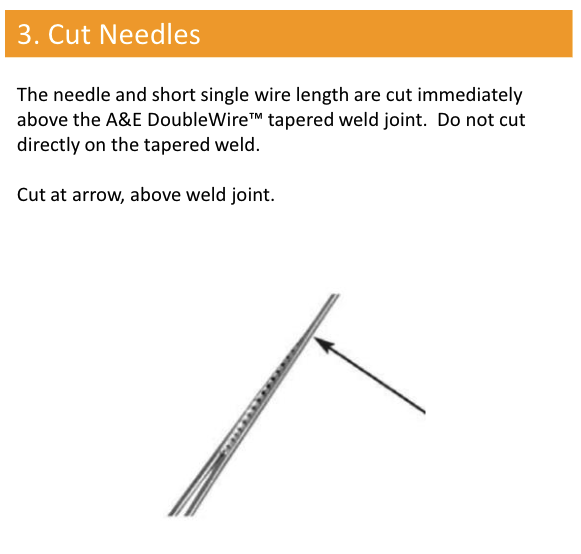 3. Cut Needles
The needle and short single wire length are cut immediately
above the A&E DoubleWire™ tapered weld joint.  Do not cut
directly on the tapered weld.
Cut at arrow, above weld joint.